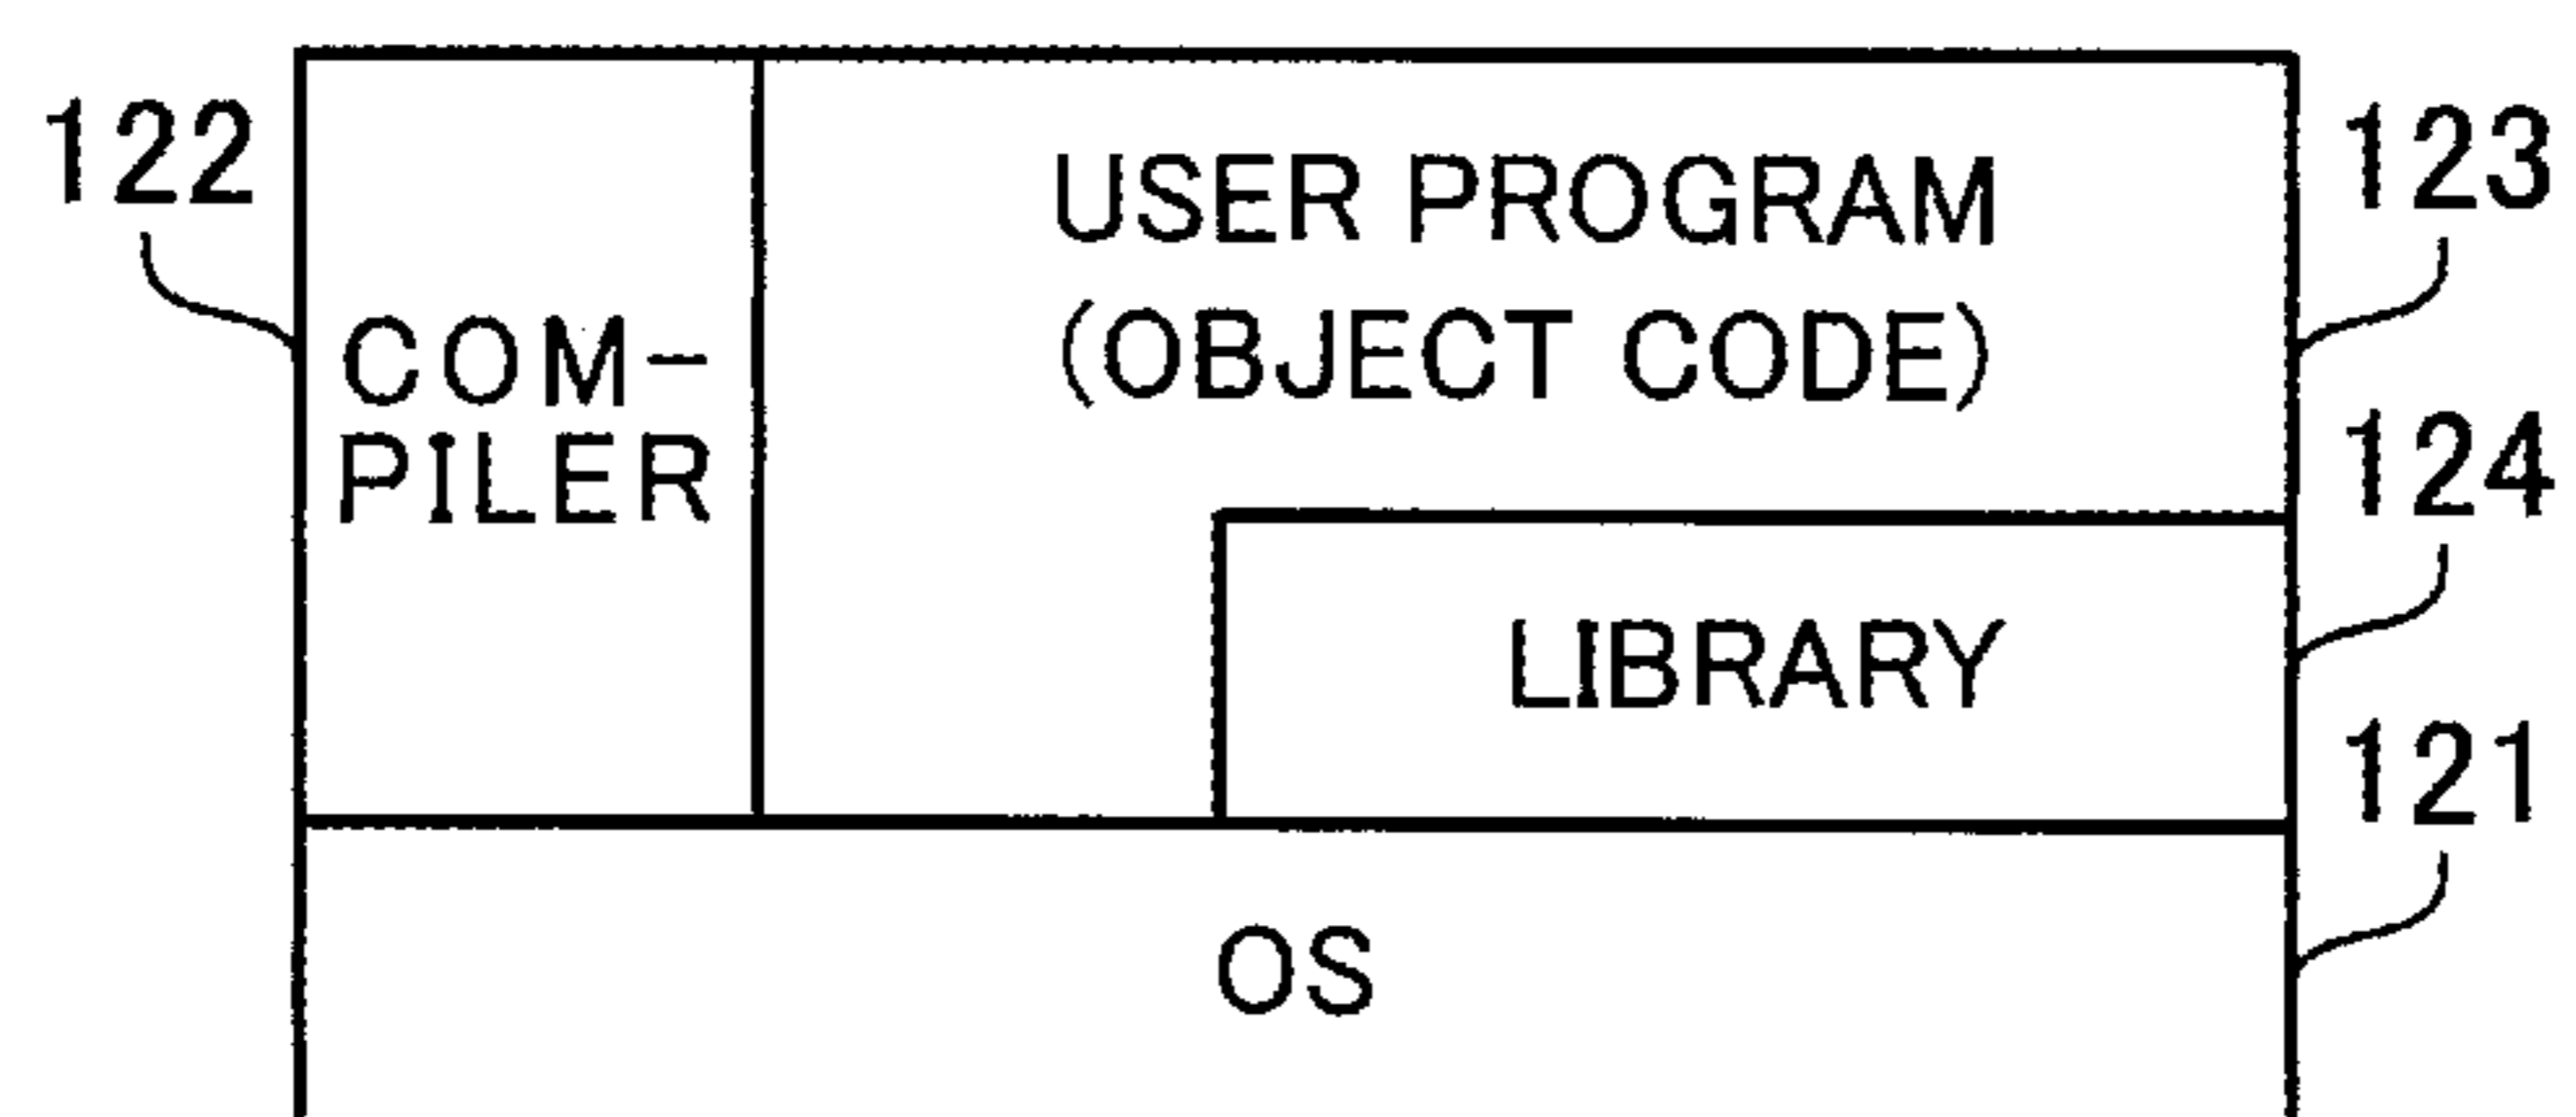 122
COM-
PILER
USER PROGRAM
(OBJECT CODE)
123
124
LIBRARY
121
OS